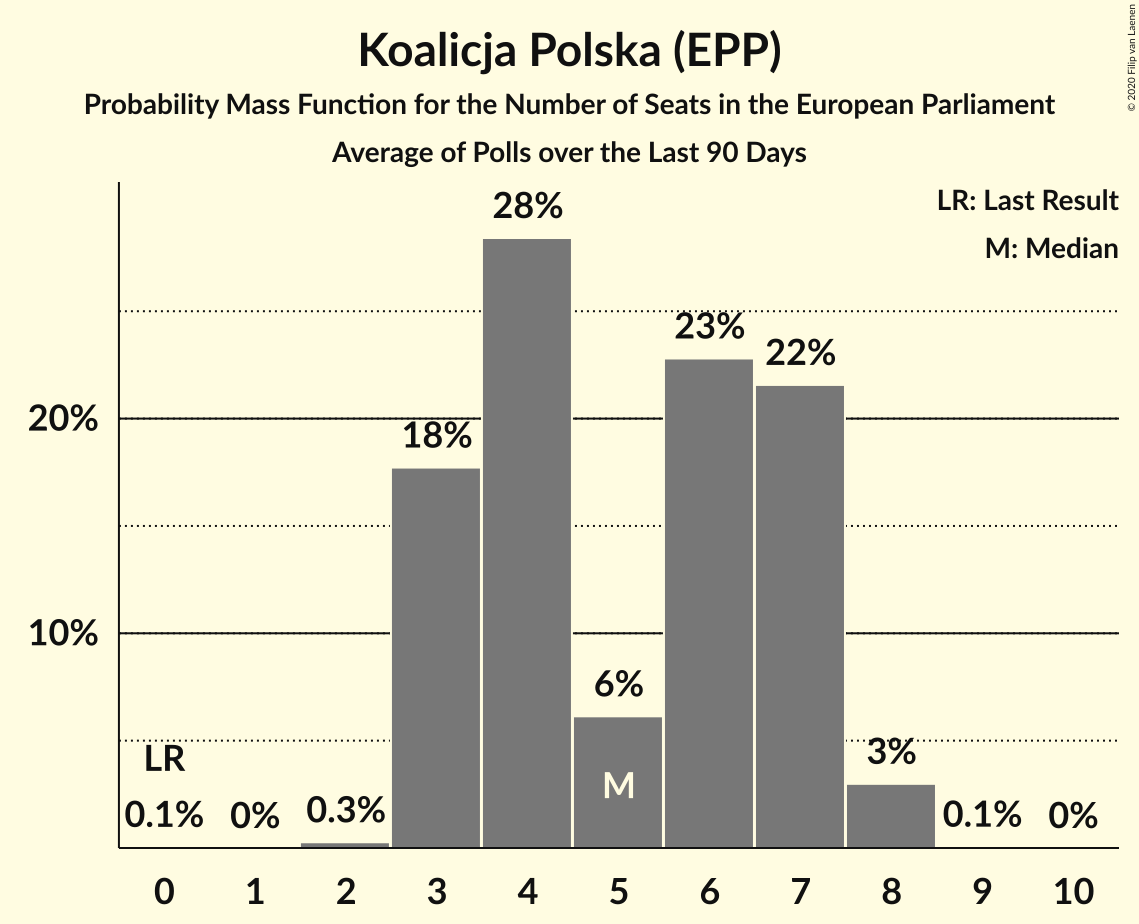 Koalicja Polska (EPP)
Probability Mass Function for the Number of Seats in the European Parliament
Average of Polls over the Last 90 Days
© 2020 Filip van Laenen
LR: Last Result
M: Median
28%
23%
22%
20%
18%
10%
6%
LR
3%
M
0.1% 0% 0.3% 0.1% 0%
0 1 2 3 4 5 6 7 8 9 10